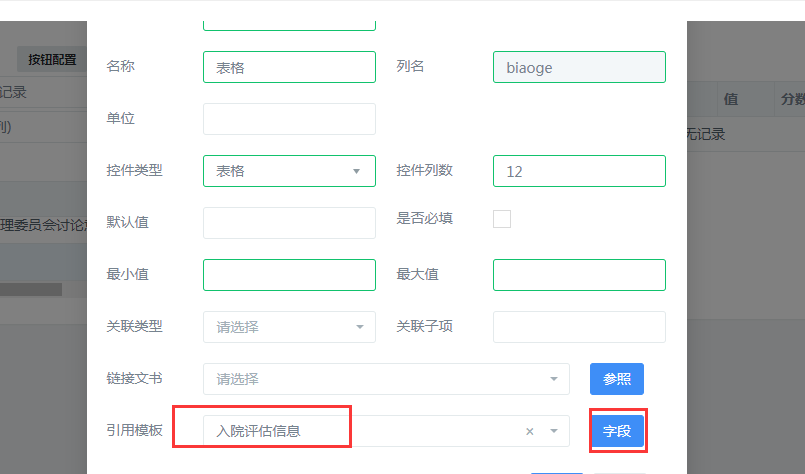 按钮配置
名称 表格 列名 biaoge
记录
值 分数
列)
无记录
单位
控件类型 表格 控件列数 12
默认值 是否必填
理委员会讨论
最小值 最大值
关联类型 请选择 关联子项
链接文书 请选择 参照
引用模板 入院评估信息 × 字段